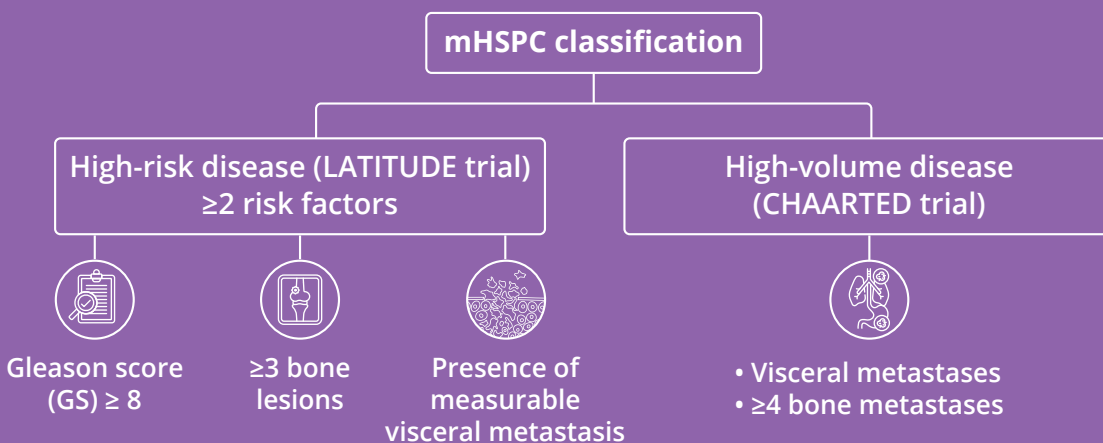 mHSPC classification
High-risk disease (LATITUDE trial)
≥2 risk factors
Gleason score
(GS) ≥ 8
≥3 bone
lesions
Presence of
measurable
visceral metastasis
High-volume disease
(CHAARTED trial)
• Visceral metastases
• ≥4 bone metastases